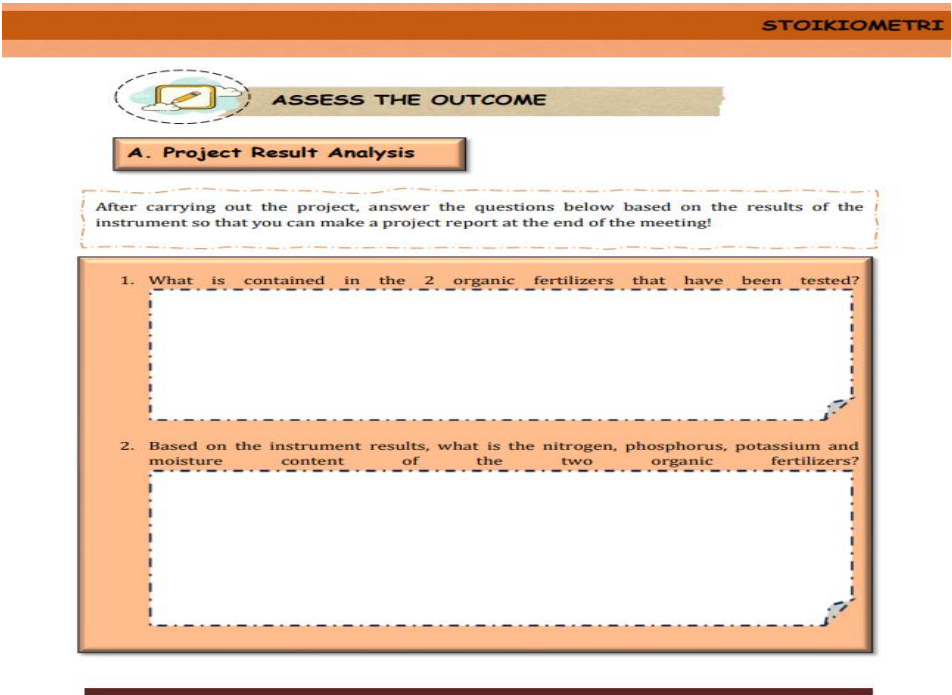 STOIKIOMETRI
ASSESS THE OUTCOME
A. Project Result Analysis
After carrying out the project, answer the questions below based on the results of the
instrument so that you can make a project report at the end of the meeting!
1. What is contained in the 2 organic fertilizers that have been tested?
2. Based on the instrument results, what is the nitrogen, phosphorus, potassium and
moisture content of the two organic fertilizers?